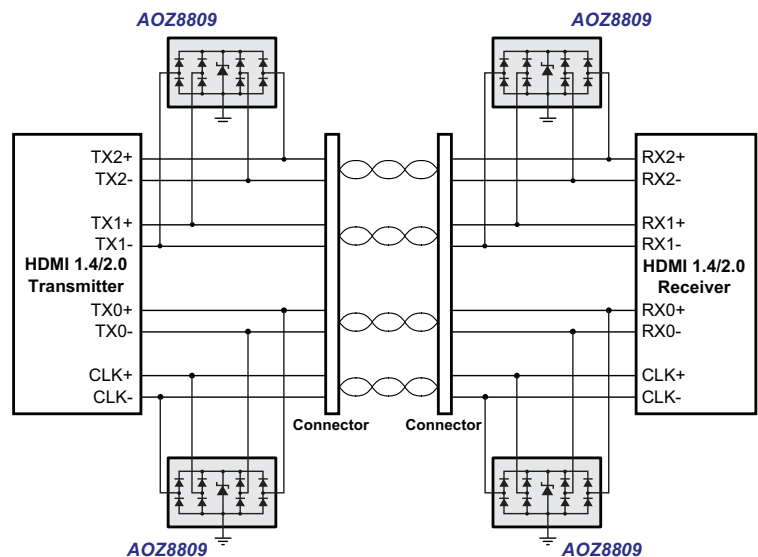 AOZ8809
AOZ8809
TX2+
TX2-
TX1+
TX1-
HDMI 1.4/2.0
Transmitter
TX0+
TX0-
CLK+
CLK-
RX2+
RX2-
RX1+
RX1-
HDMI 1.4/2.0
Receiver
RX0+
RX0-
CLK+
CLK-
Connector
Connector
AOZ8809
AOZ8809